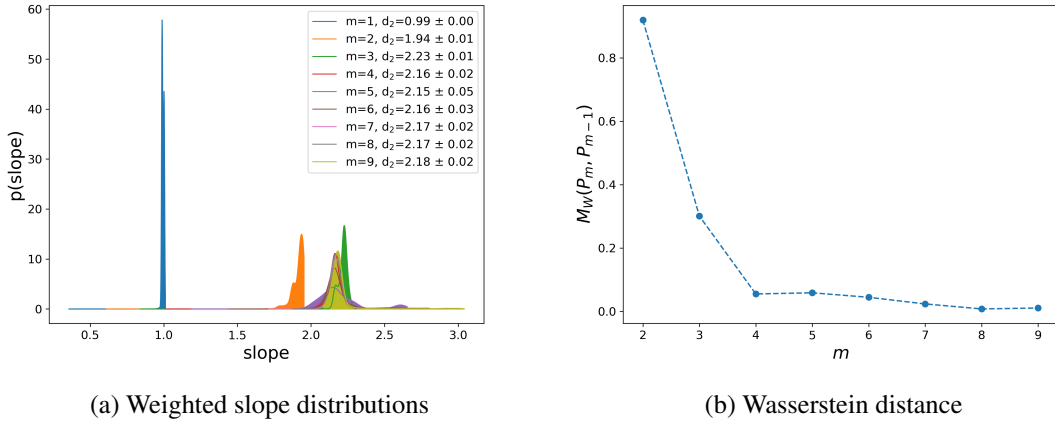 60
50
40
30
20
10
0
p(slope)
0.5
1.0
1.5
2.0
2.5
3.0
slope
m=1, d₂=0.99 ± 0.00
m=2, d₂=1.94 ± 0.01
m=3, d₂=2.23 ± 0.01
m=4, d₂=2.16 ± 0.02
m=5, d₂=2.15 ± 0.05
m=6, d₂=2.16 ± 0.03
m=7, d₂=2.17 ± 0.02
m=8, d₂=2.17 ± 0.02
m=9, d₂=2.18 ± 0.02
(a) Weighted slope distributions
0.8
0.6
0.4
0.2
0.0
M_W(P_m, P_{m−1})
2
3
4
5
6
7
8
9
m
(b) Wasserstein distance